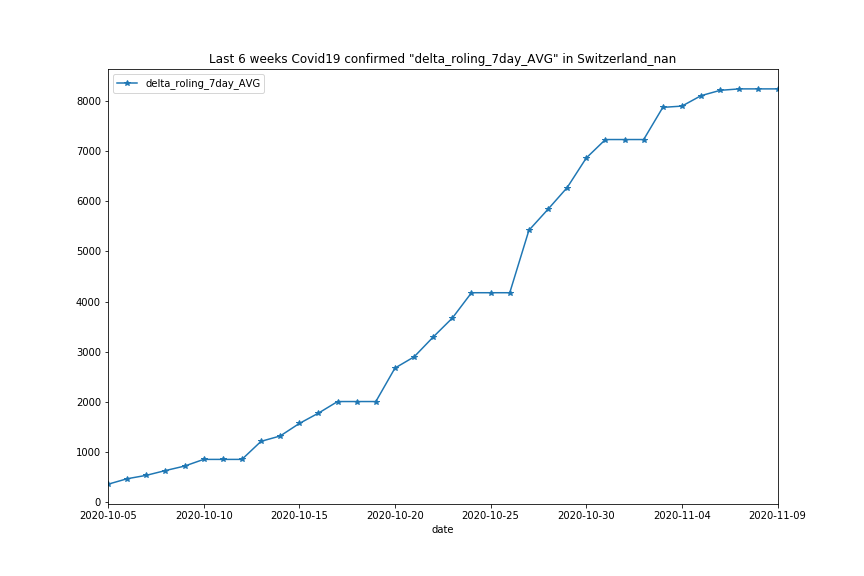 Last 6 weeks Covid19 confirmed "delta_roling_7day_AVG" in Switzerland_nan
delta_roling_7day_AVG
8000
7000
6000
5000
4000
3000
2000
1000
0
2020-10-05 2020-10-10 2020-10-15 2020-10-20 2020-10-25 2020-10-30 2020-11-04 2020-11-09
date